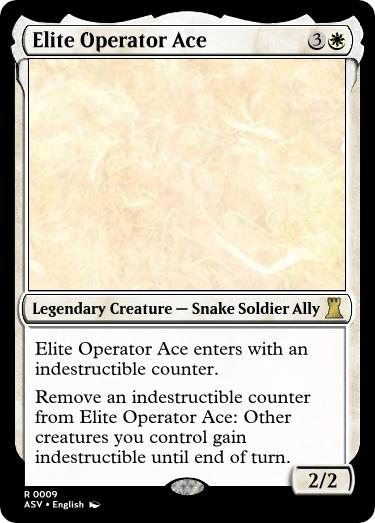 Elite Operator Ace 3
Legendary Creature — Snake Soldier Ally
Elite Operator Ace enters with an
indestructible counter.
Remove an indestructible counter
from Elite Operator Ace: Other
creatures you control gain
indestructible until end of turn.
2/2
R 0009
ASV • English